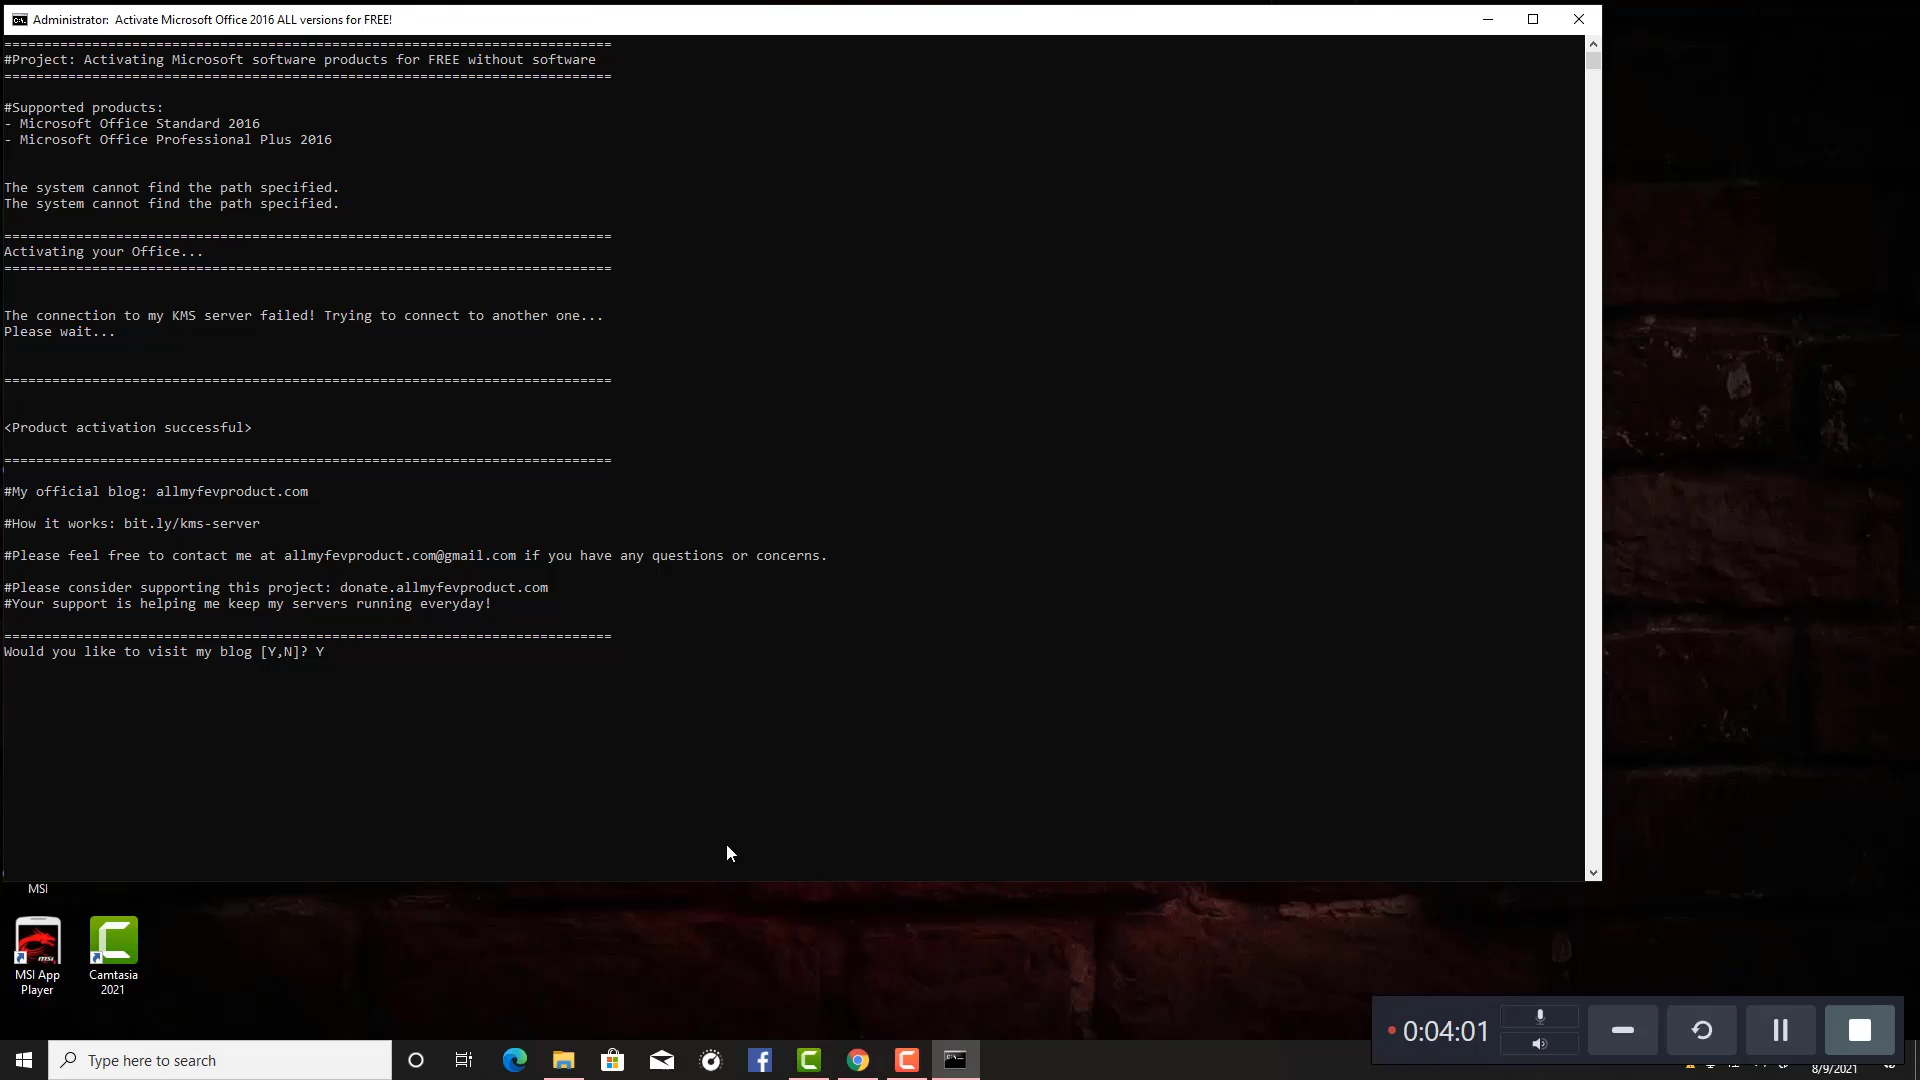 Administrator:  Activate Microsoft Office 2016 ALL versions for FREE!
============================================================================
#Project: Activating Microsoft software products for FREE without software
============================================================================
#Supported products:
- Microsoft Office Standard 2016
- Microsoft Office Professional Plus 2016
The system cannot find the path specified.
The system cannot find the path specified.
============================================================================
Activating your Office...
============================================================================
The connection to my KMS server failed! Trying to connect to another one...
Please wait...
============================================================================
<Product activation successful>
============================================================================
#My official blog: allmyfevproduct.com
#How it works: bit.ly/kms-server
#Please feel free to contact me at allmyfevproduct.com@gmail.com if you have any questions or concerns.
#Please consider supporting this project: donate.allmyfevproduct.com
#Your support is helping me keep my servers running everyday!
============================================================================
Would you like to visit my blog [Y,N]? Y
MSI
MSI App
Player
Camtasia
2021
0:04:01
Type here to search
8/9/2021